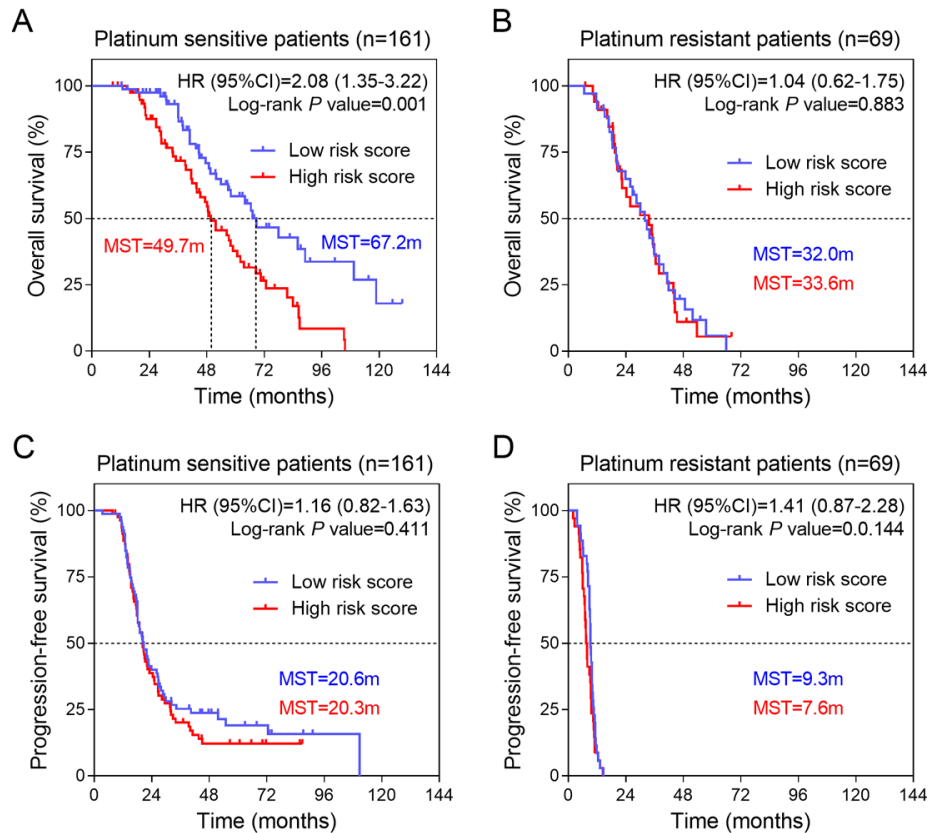 A
Platinum sensitive patients (n=161)
HR (95%CI)=2.08 (1.35-3.22)
Log-rank P value=0.001
Low risk score
High risk score
MST=49.7m
MST=67.2m
Overall survival (%)
100
75
50
25
0
0 24 48 72 96 120 144
Time (months)
B
Platinum resistant patients (n=69)
HR (95%CI)=1.04 (0.62-1.75)
Log-rank P value=0.883
Low risk score
High risk score
MST=32.0m
MST=33.6m
Overall survival (%)
100
75
50
25
0
0 24 48 72 96 120 144
Time (months)
C
Platinum sensitive patients (n=161)
HR (95%CI)=1.16 (0.82-1.63)
Log-rank P value=0.411
Low risk score
High risk score
MST=20.6m
MST=20.3m
Progression-free survival (%)
100
75
50
25
0
0 24 48 72 96 120 144
Time (months)
D
Platinum resistant patients (n=69)
HR (95%CI)=1.41 (0.87-2.28)
Log-rank P value=0.0.144
Low risk score
High risk score
MST=9.3m
MST=7.6m
Progression-free survival (%)
100
75
50
25
0
0 24 48 72 96 120 144
Time (months)